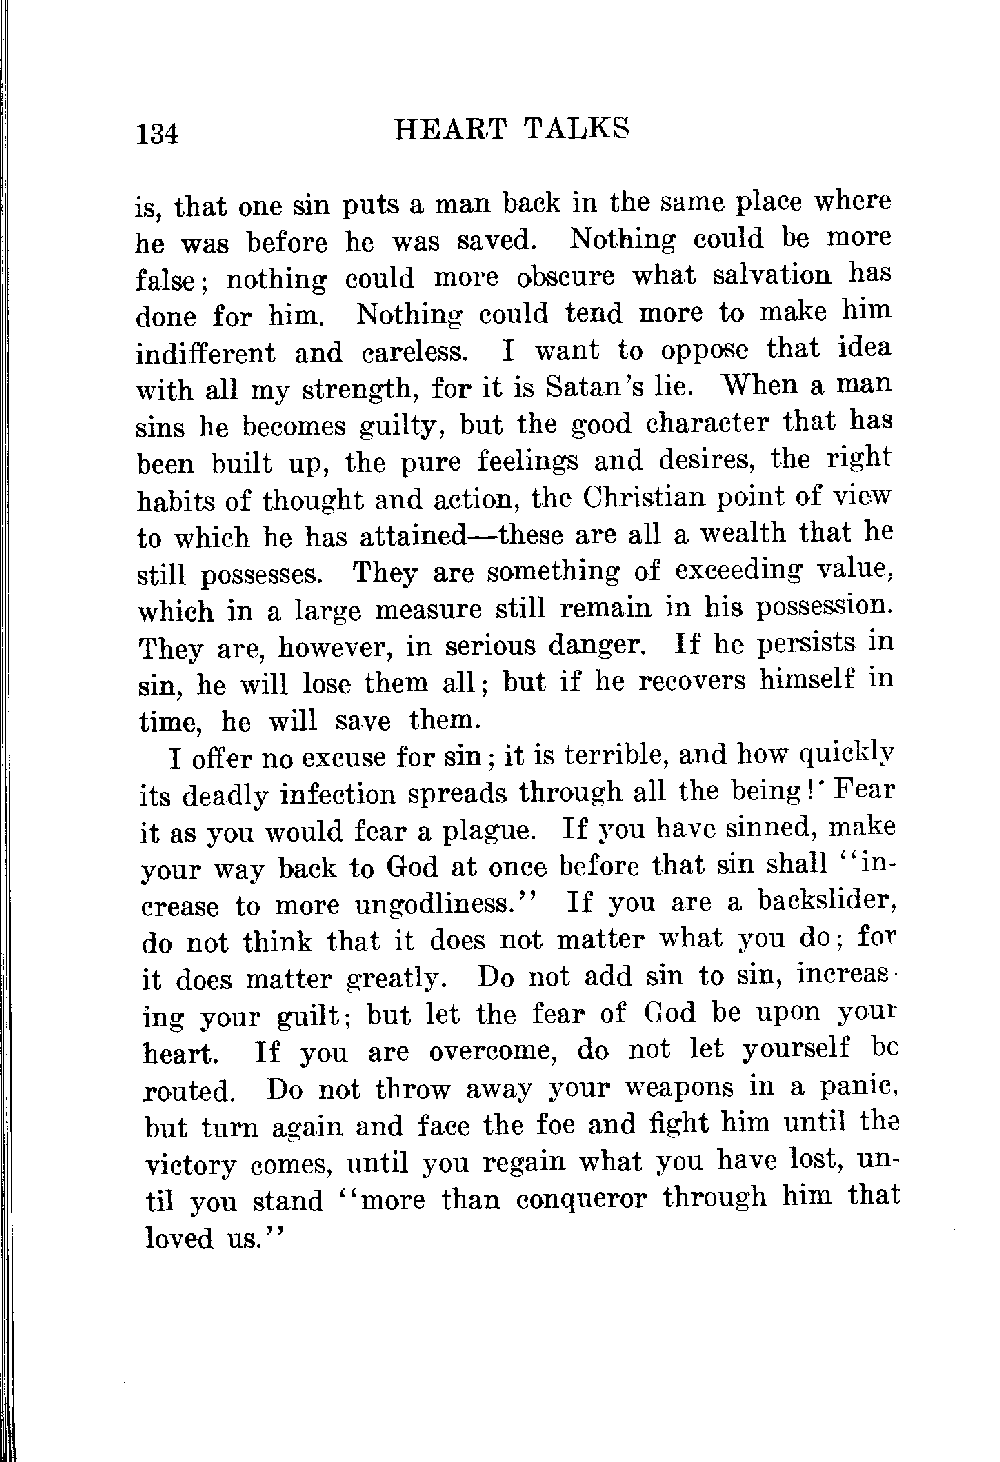 134 HEART TALKS
is, that one sin puts a man back in the same place where
he was before he was saved. Nothing could be more
false; nothing could more obscure what salvation has
done for him. Nothing could tend more to make him
indifferent and careless. I want to oppose that idea
with all my strength, for it is Satan's lie. When a man
sins he becomes guilty, but the good character that has
been built up, the pure feelings and desires, the right
habits of thought and action, the Christian point of view
to which he has attained—these are all a wealth that he
still possesses. They are something of exceeding value,
which in a large measure still remain in his possession.
They are, however, in serious danger. If he persists in
sin, he will lose them all; but if he recovers himself in
time, he will save them.
I offer no excuse for sin; it is terrible, and how quickly
its deadly infection spreads through all the being! Fear
it as you would fear a plague. If you have sinned, make
your way back to God at once before that sin shall "in-
crease to more ungodliness." If you are a backslider,
do not think that it does not matter what you do; for
it does matter greatly. Do not add sin to sin, increas-
ing your guilt; but let the fear of God be upon your
heart. If you are overcome, do not let yourself be
routed. Do not throw away your weapons in a panic,
but turn again and face the foe and fight him until the
victory comes, until you regain what you have lost, un-
til you stand "more than conqueror through him that
loved us."